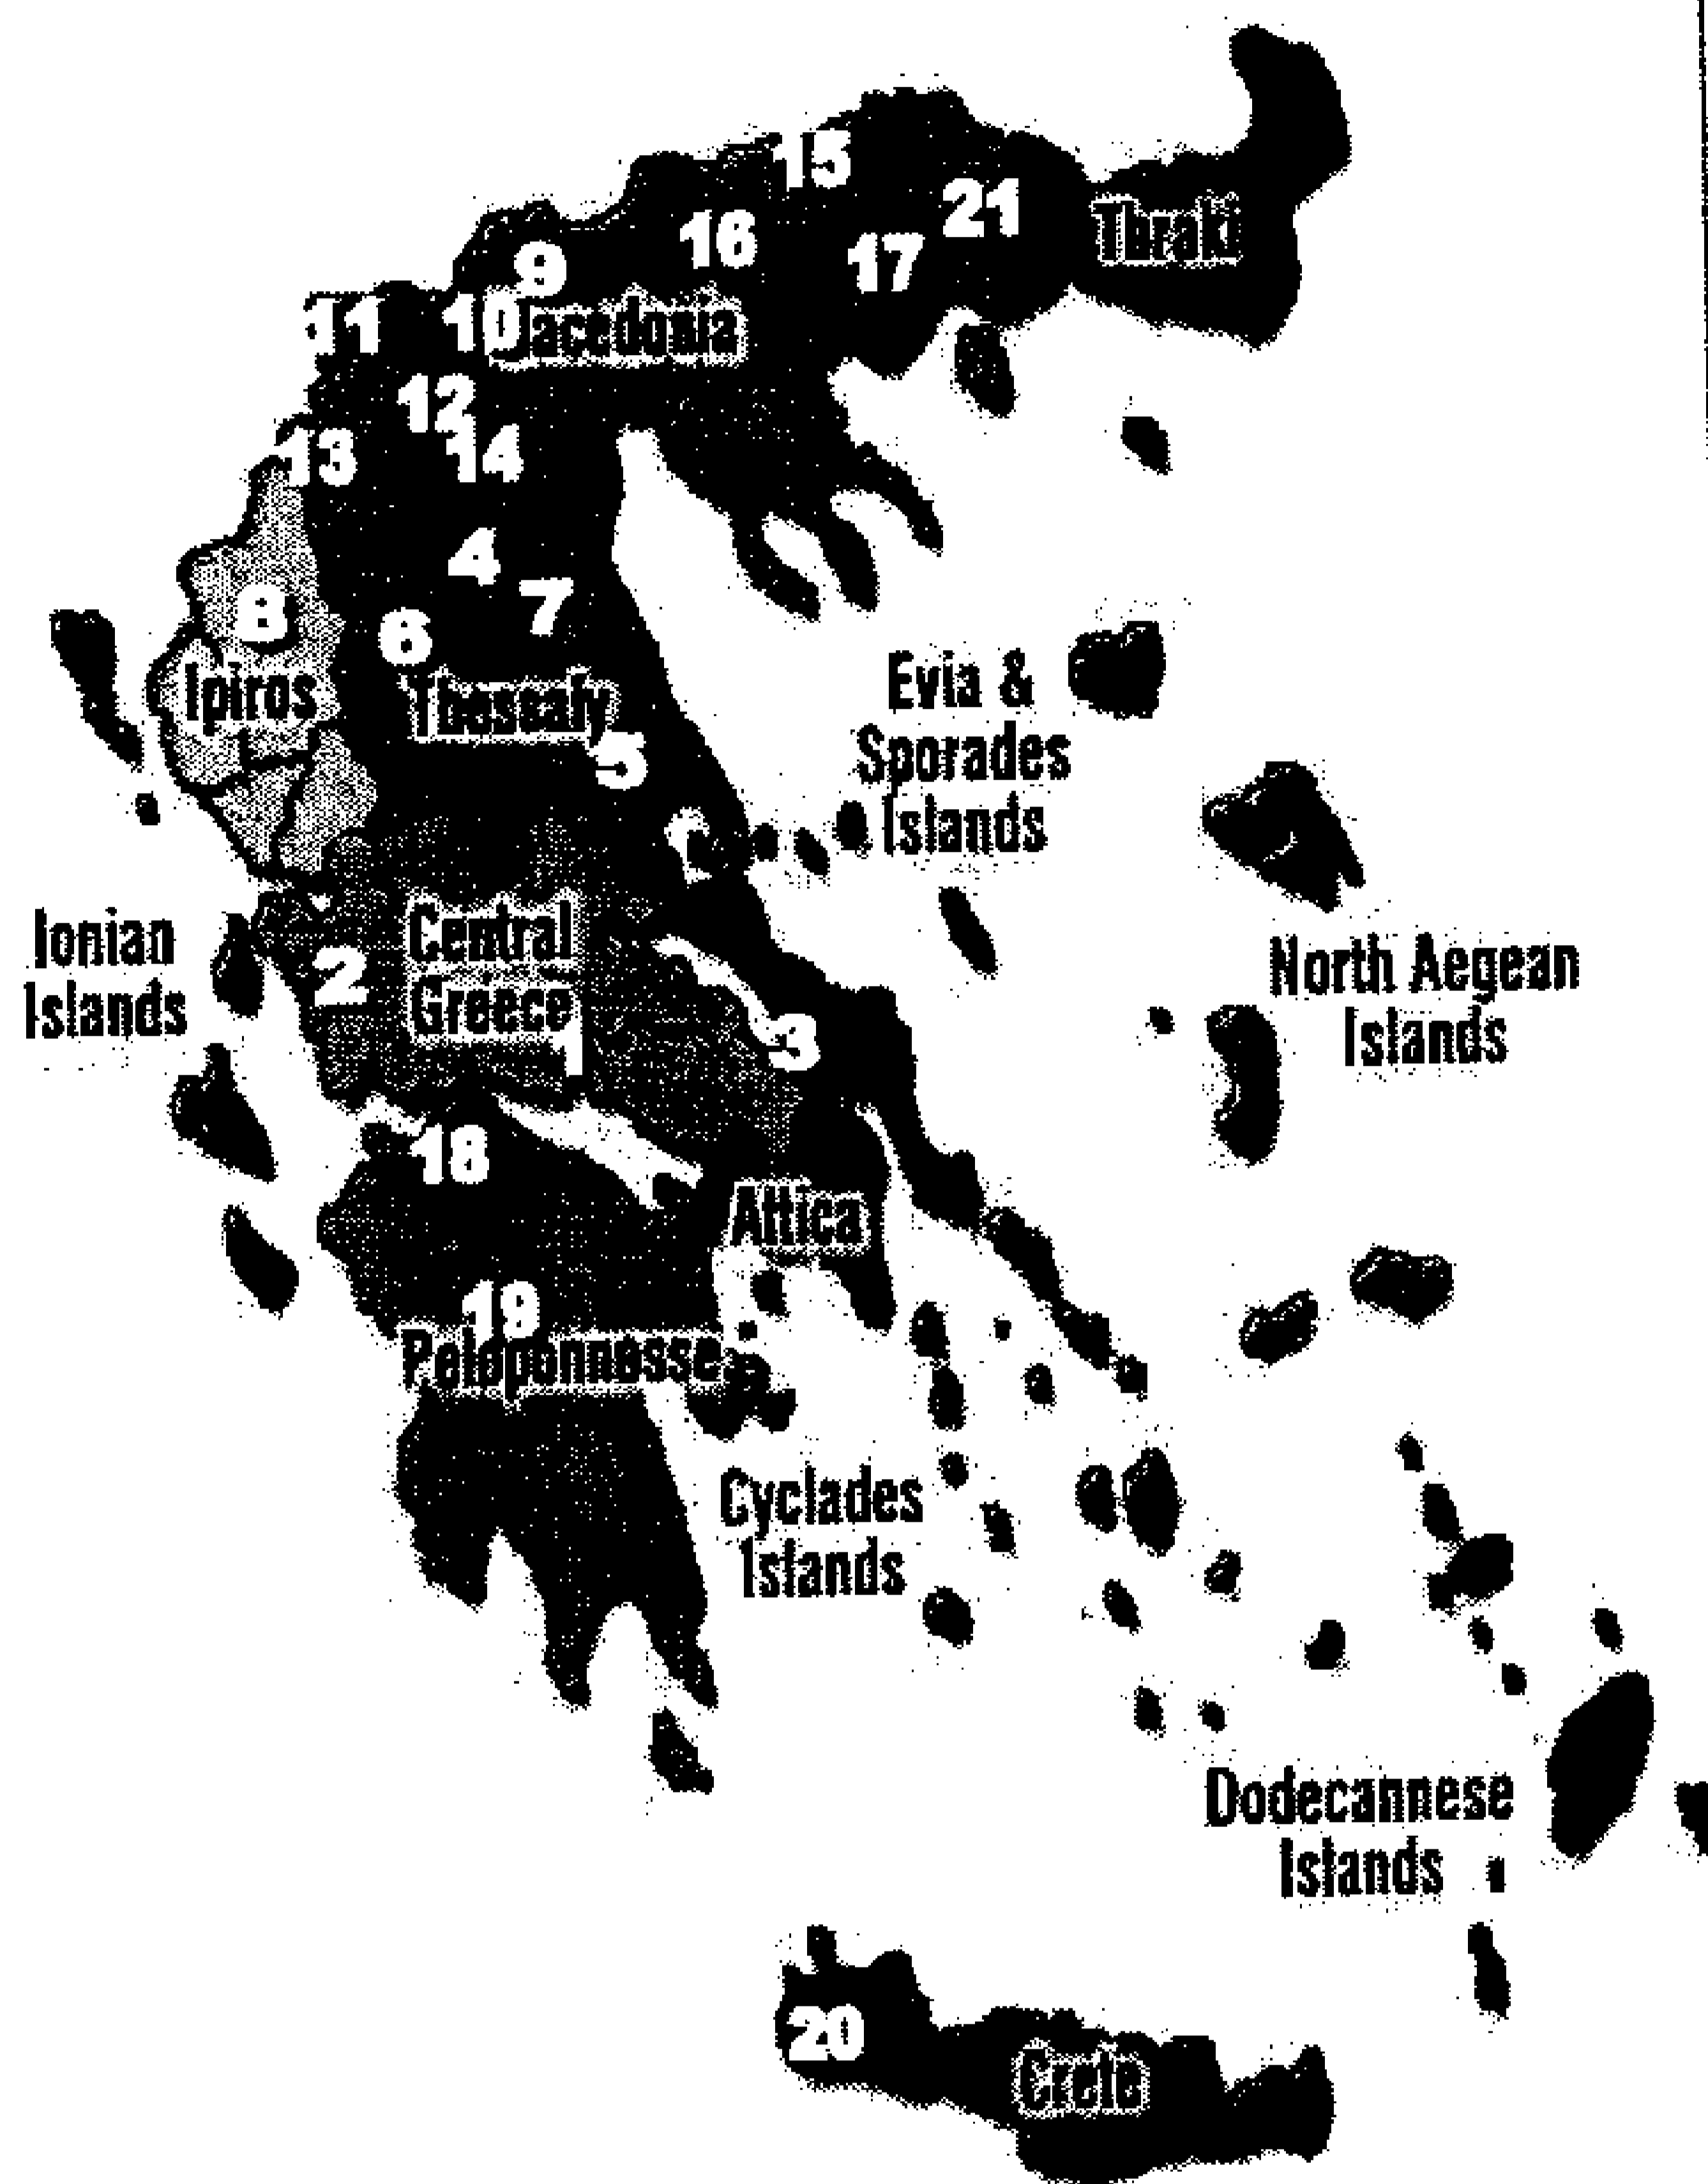 15
21
16
Thraki
17
9
11
10
Macedonia
12
13
14
4
7
8
6
Evia &
Ipiros
Thessaly
Sporades
5
Islands
Ionian
Islands
Central
Greece
2
North Aegean
Islands
3
1
18
Attica
19
Peloponnesse
Cyclades
Islands
Dodecannese
Islands
20
Crete